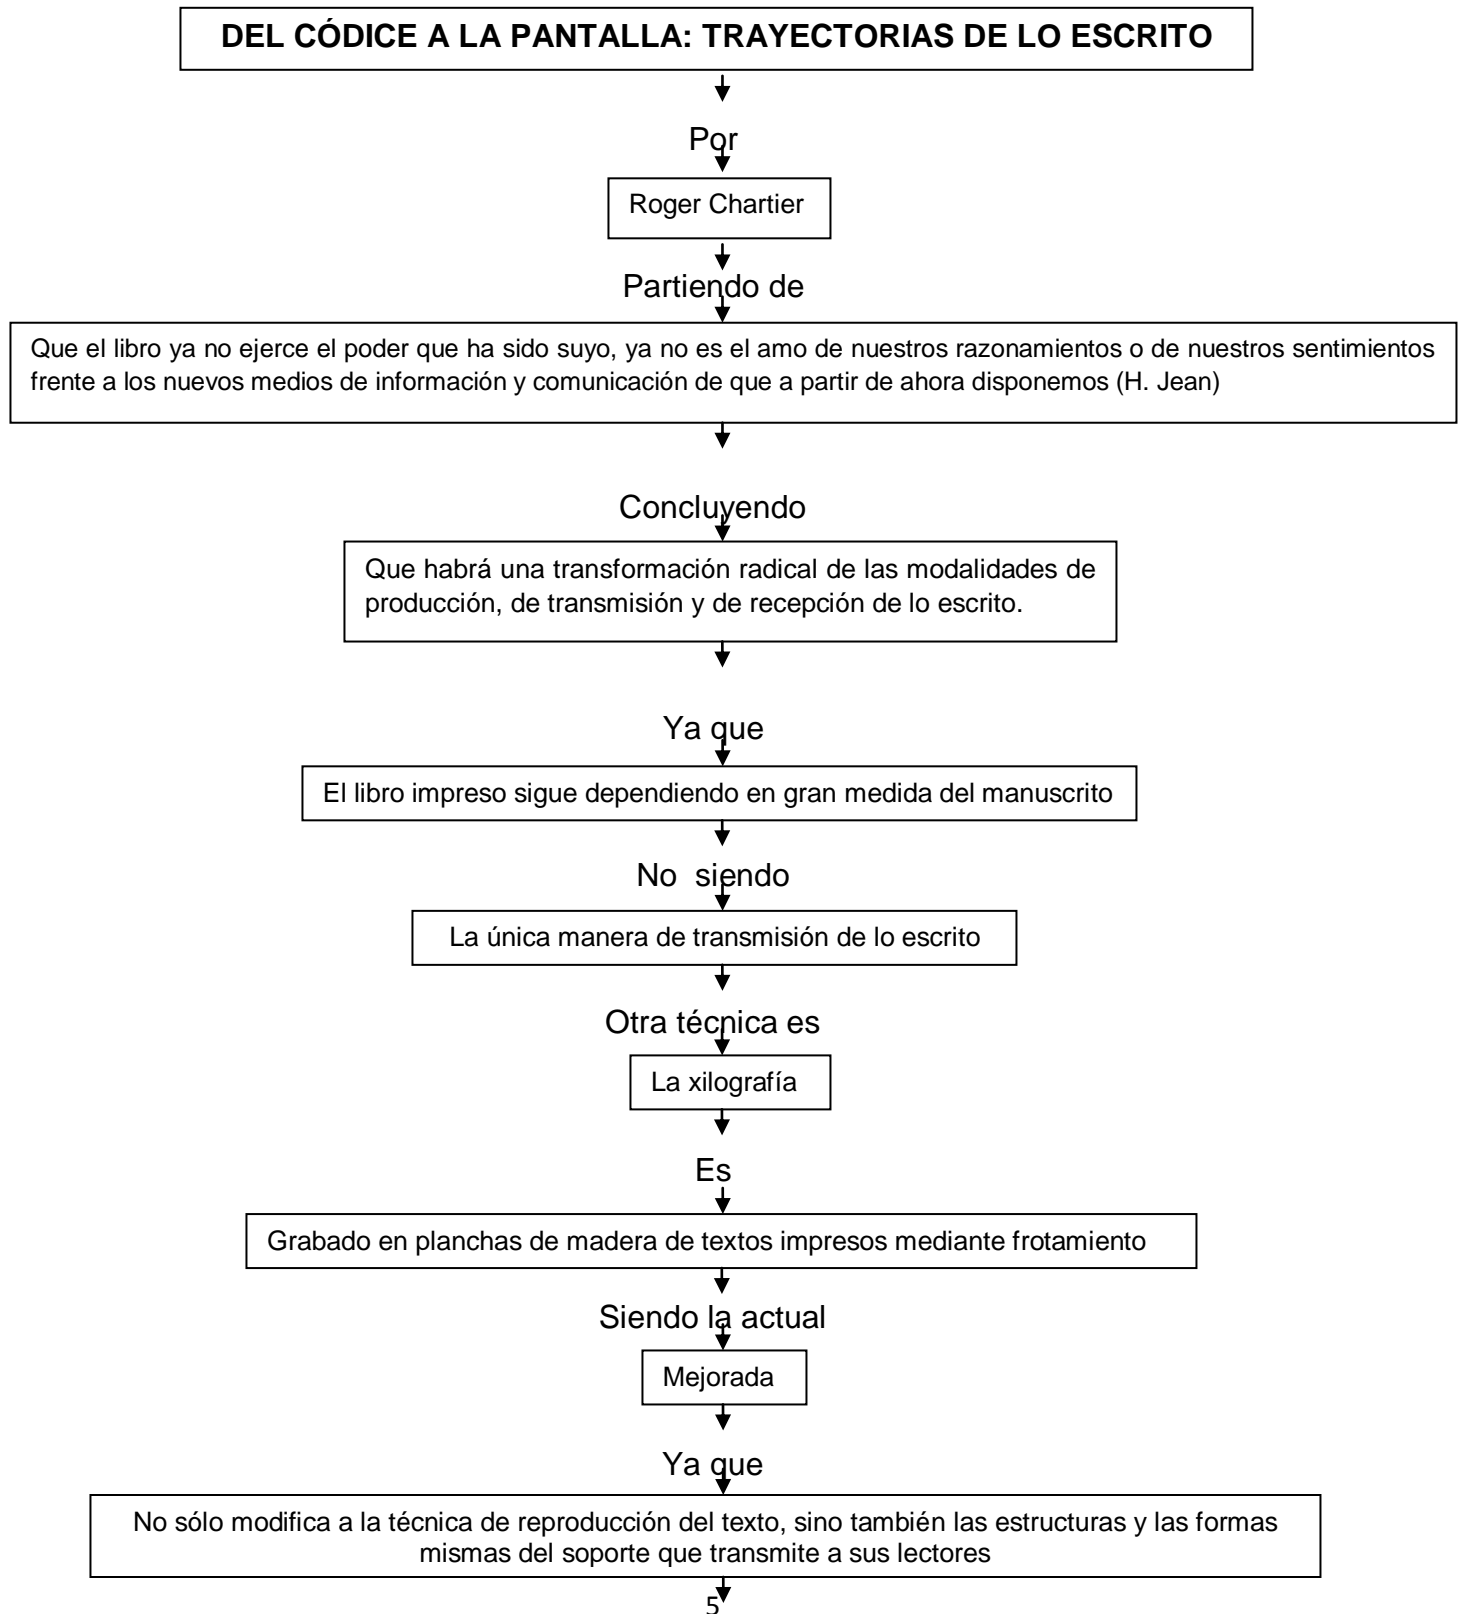 DEL CÓDICE A LA PANTALLA: TRAYECTORIAS DE LO ESCRITO
Por
Roger Chartier
Partiendo de
Que el libro ya no ejerce el poder que ha sido suyo, ya no es el amo de nuestros razonamientos o de nuestros sentimientos
frente a los nuevos medios de información y comunicación de que a partir de ahora disponemos (H. Jean)
Concluyendo
Que habrá una transformación radical de las modalidades de
producción, de transmisión y de recepción de lo escrito.
Ya que
El libro impreso sigue dependiendo en gran medida del manuscrito
No siendo
La única manera de transmisión de lo escrito
Otra técnica es
La xilografía
Es
Grabado en planchas de madera de textos impresos mediante frotamiento
Siendo la actual
Mejorada
Ya que
No sólo modifica a la técnica de reproducción del texto, sino también las estructuras y las formas
mismas del soporte que transmite a sus lectores
5